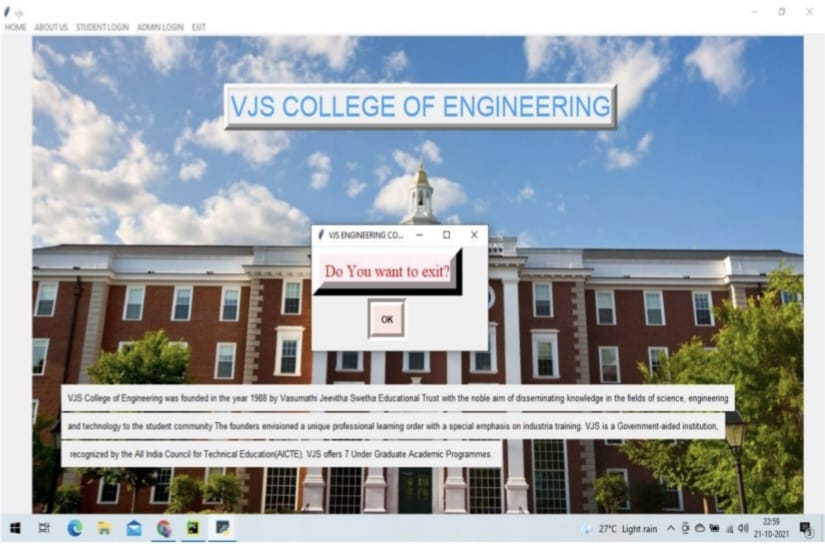 vjs
HOME ABOUT US STUDENT LOGIN ADMIN LOGIN EXIT
VJS COLLEGE OF ENGINEERING
VJS ENGINEERING CO...
Do You want to exit?
OK
VJS College of Engineering was founded in the year 1988 by Vasumathi Jeevitha Swetha Educational Trust with the noble aim of disseminating knowledge in the fields of science, engineering
and technology to the student community The founders envisioned a unique professional learning order with a special emphasis on industria training. VJS is a Government-aided institution,
recognized by the All India Council for Technical Education(AICTE). VJS offers 7 Under Graduate Academic Programmes.
27°C Light rain
22:59
21-10-2021
3